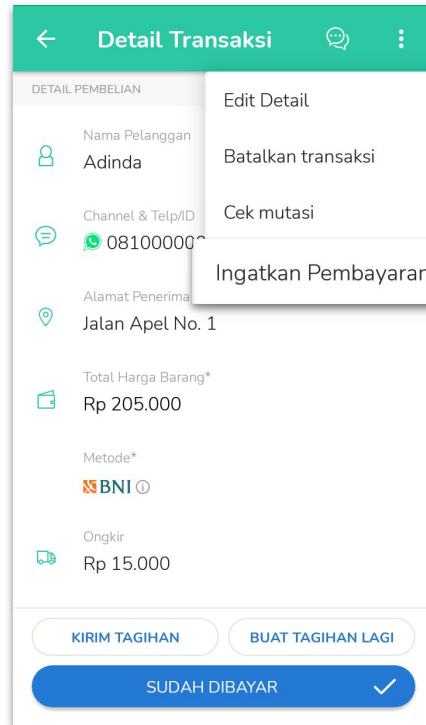 Detail Transaksi
DETAIL PEMBELIAN
Edit Detail
Batalkan transaksi
Cek mutasi
Ingatkan Pembayaran
Nama Pelanggan
Adinda
Channel & Telp/ID
Alamat Penerima
Jalan Apel No. 1
Total Harga Barang*
Rp 205.000
Metode*
BNI
Ongkir
Rp 15.000
KIRIM TAGIHAN
BUAT TAGIHAN LAGI
SUDAH DIBAYAR